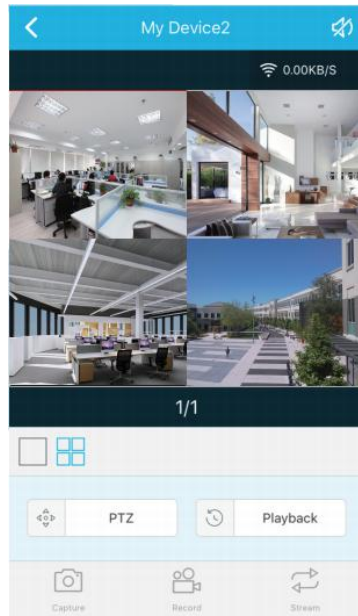 My Device2
0.00KB/S
1/1
PTZ
Playback
Capture
Record
Stream